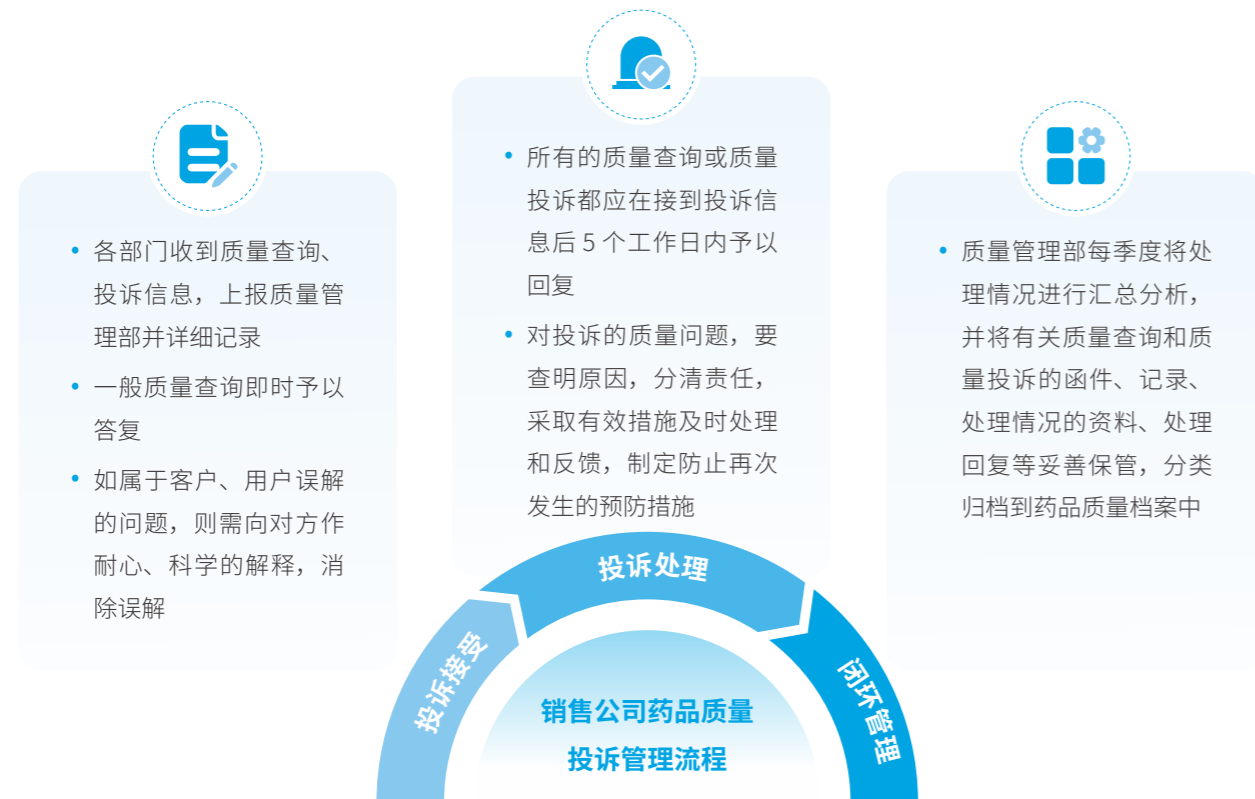 各部门收到质量查询、
投诉信息，上报质量管
理部并详细记录
一般质量查询即时予以
答复
如属于客户、用户误解
的问题，则需向对方作
耐心、科学的解释，消
除误解
所有的质量查询或质量
投诉都应在接到投诉信
息后 5 个工作日内予以
回复
对投诉的质量问题，要
查明原因，分清责任，
采取有效措施及时处理
和反馈，制定防止再次
发生的预防措施
质量管理部每季度将处
理情况进行汇总分析，
并将有关质量查询和质
量投诉的函件、记录、
处理情况的资料、处理
回复等妥善保管，分类
归档到药品质量档案中
投诉接受
投诉处理
闭环管理
销售公司药品质量
投诉管理流程